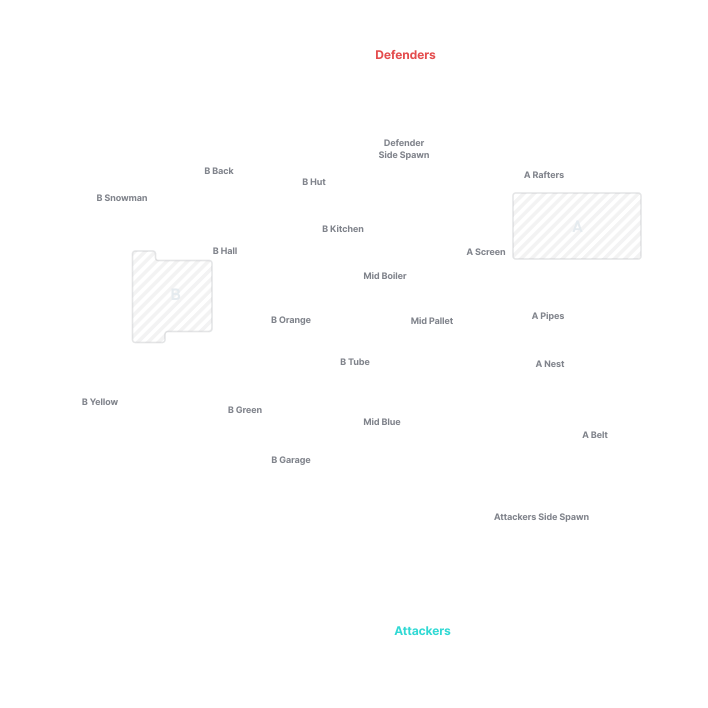 Defenders
Defender
Side Spawn
B Back
A Rafters
B Hut
B Snowman
A
B Kitchen
B Hall
A Screen
Mid Boiler
B
B Orange
Mid Pallet
A Pipes
B Tube
A Nest
B Yellow
B Green
Mid Blue
A Belt
B Garage
Attackers Side Spawn
Attackers